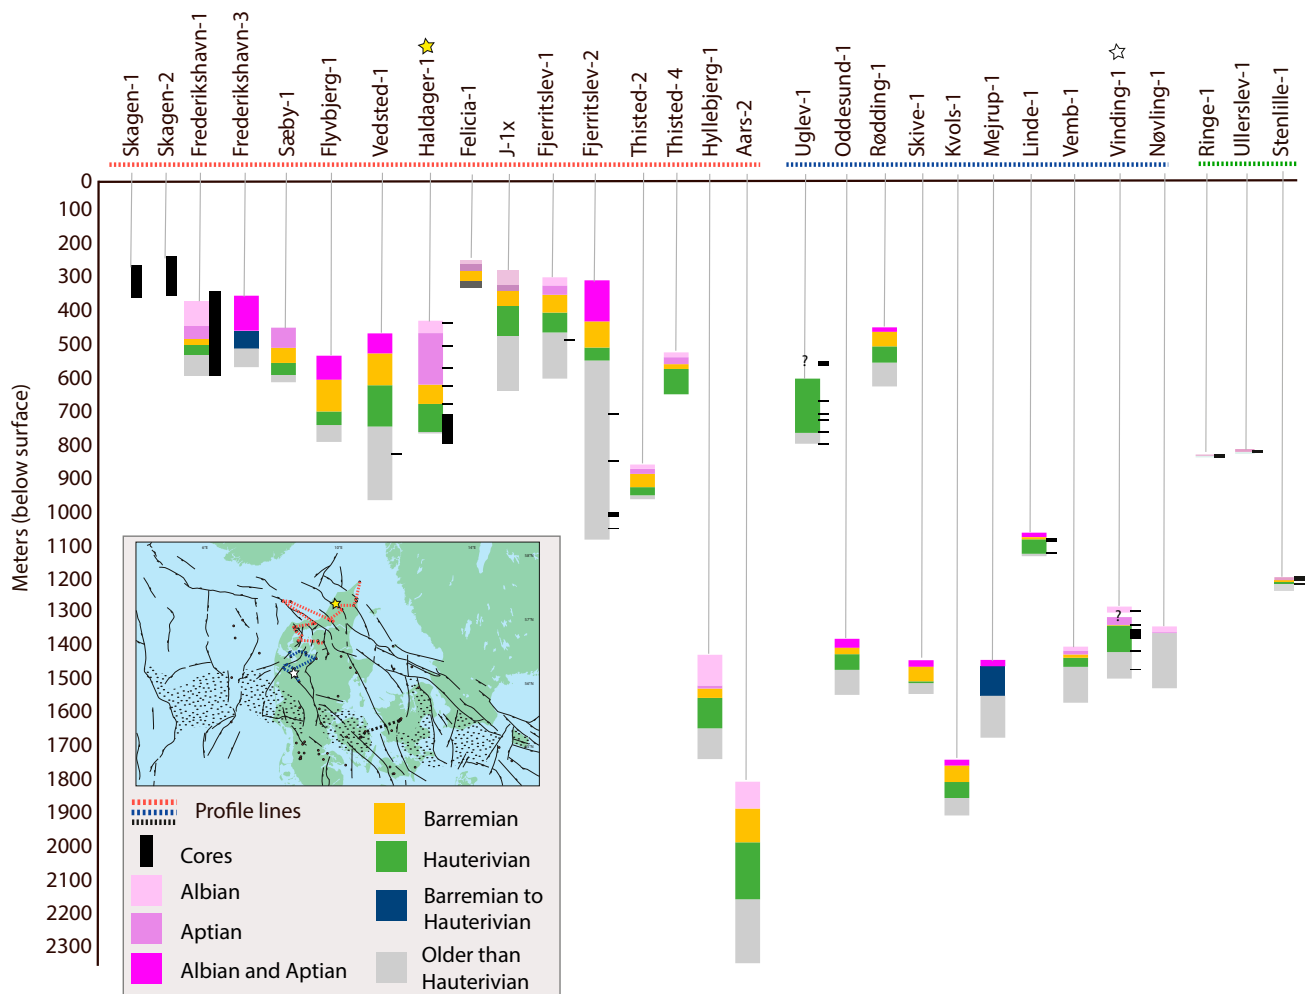 Skagen-1
Skagen-2
Frederikshavn-1
Frederikshavn-3
Sæby-1
Flyvbjerg-1
Vedsted-1
Haldager-1
Felicia-1
J-1x
Fjerritslev-1
Fjerritslev-2
Thisted-2
Thisted-4
Hyllebjerg-1
Aars-2
Uglev-1
Oddesund-1
Rødding-1
Skive-1
Kvols-1
Mejrup-1
Linde-1
Vemb-1
Vinding-1
Nøvling-1
Ringe-1
Ullerslev-1
Stenlille-1
Meters (below surface)
0
100
200
300
400
500
600
700
800
900
1000
1100
1200
1300
1400
1500
1600
1700
1800
1900
2000
2100
2200
2300
?
?
Profile lines
Cores
Albian
Aptian
Albian and Aptian
Barremian
Hauterivian
Barremian to
Hauterivian
Older than
Hauterivian